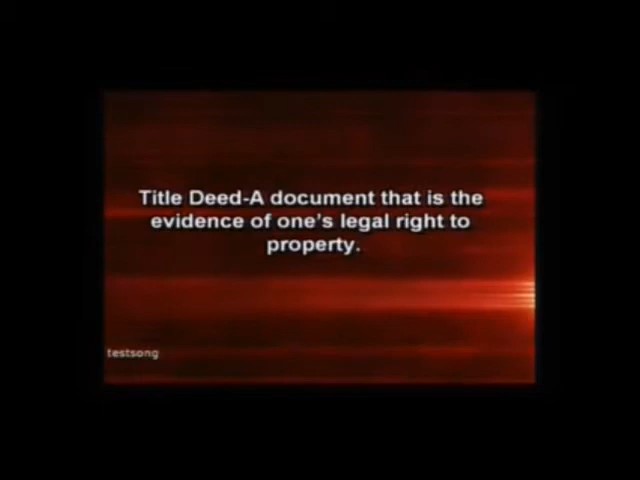 Title Deed-A document that is the
evidence of one's legal right to
property.
testsong